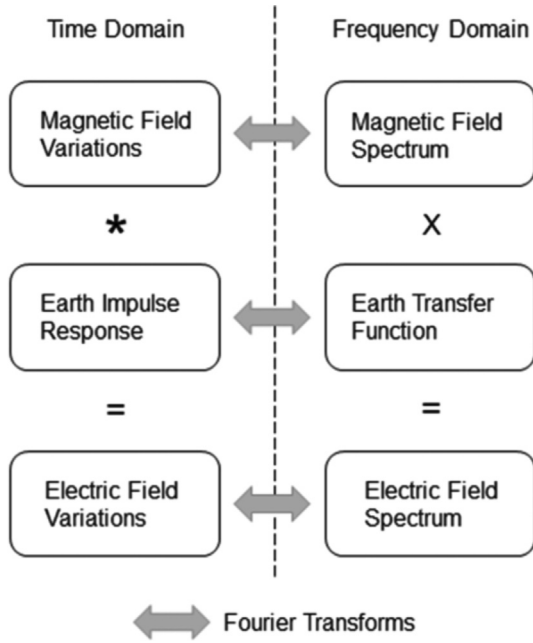 Time Domain
Frequency Domain
Magnetic Field
Variations
Magnetic Field
Spectrum
*
X
Earth Impulse
Response
Earth Transfer
Function
=
=
Electric Field
Variations
Electric Field
Spectrum
Fourier Transforms